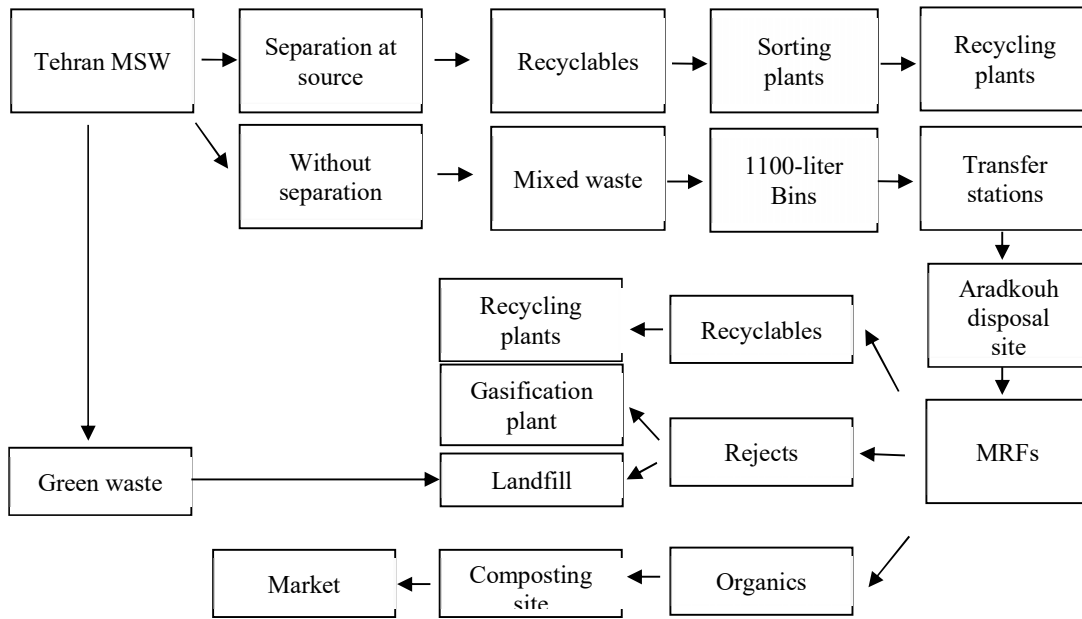 Tehran MSW
Separation at
source
Recyclables
Sorting
plants
Recycling
plants
Without
separation
Mixed waste
1100-liter
Bins
Transfer
stations
Aradkouh
disposal
site
Recycling
plants
Recyclables
Gasification
plant
Rejects
MRFs
Green waste
Landfill
Market
Composting
site
Organics